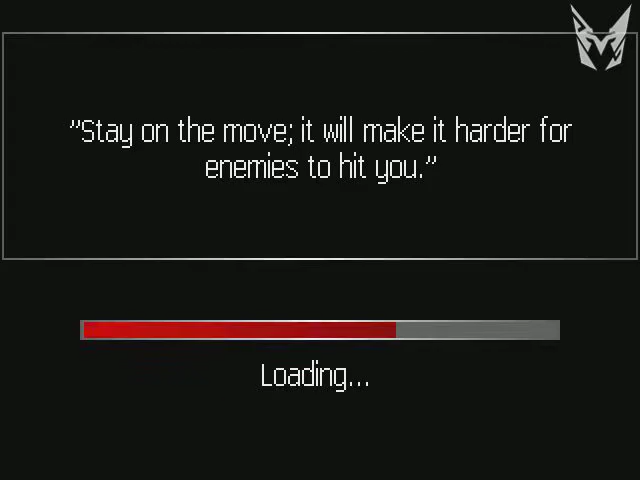 "Stay on the move; it will make it harder for
enemies to hit you."
Loading...